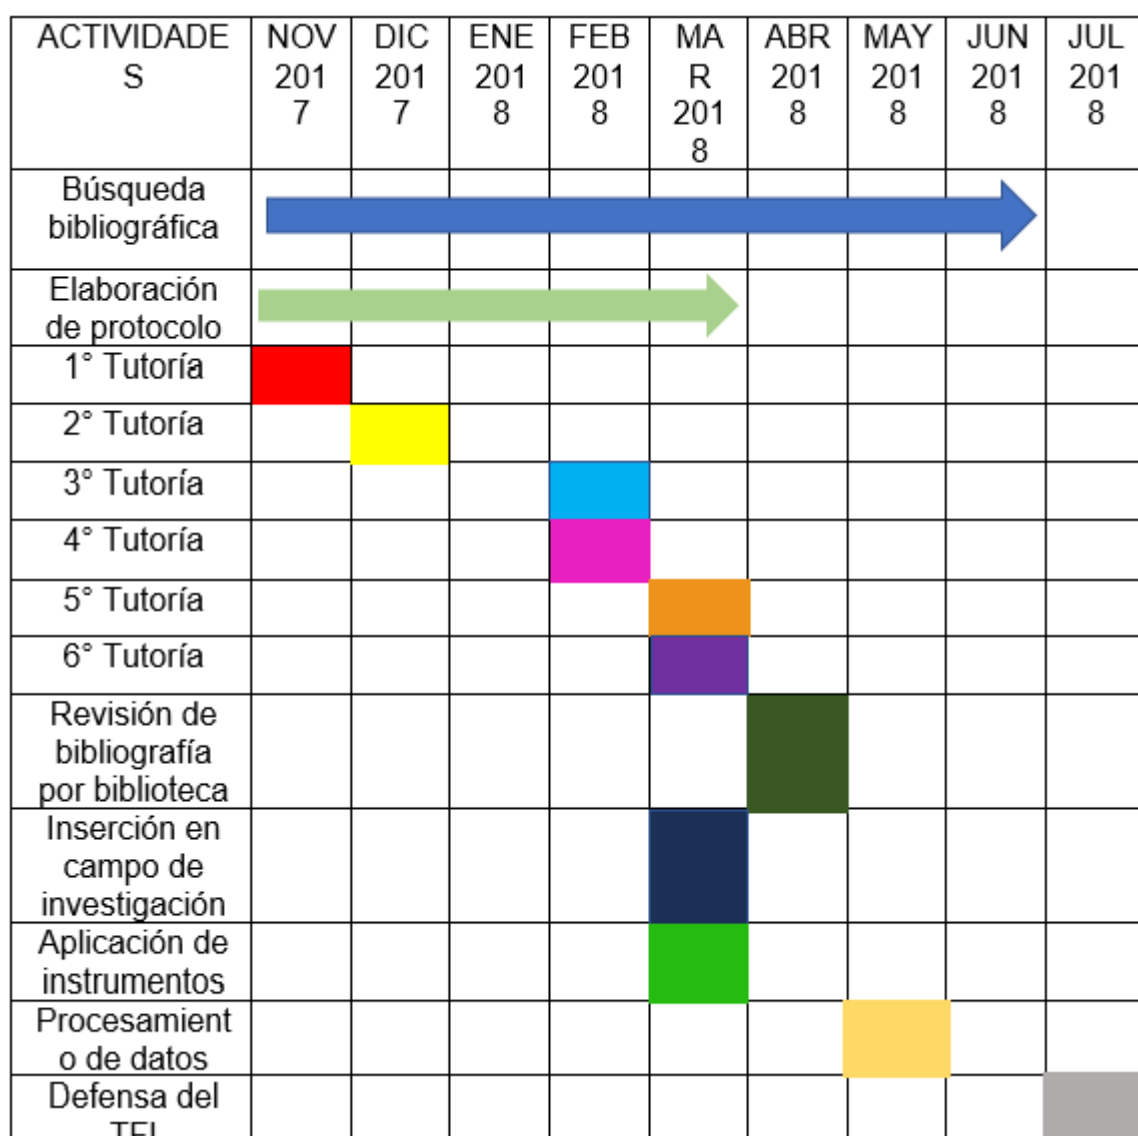 ACTIVIDADE
S
NOV
201
7
DIC
201
7
ENE
201
8
FEB
201
8
MA
R
201
8
ABR
201
8
MAY
201
8
JUN
201
8
JUL
201
8
Búsqueda
bibliográfica
Elaboración
de protocolo
1° Tutoría
2° Tutoría
3° Tutoría
4° Tutoría
5° Tutoría
6° Tutoría
Revisión de
bibliografía
por biblioteca
Inserción en
campo de
investigación
Aplicación de
instrumentos
Procesamient
o de datos
Defensa del